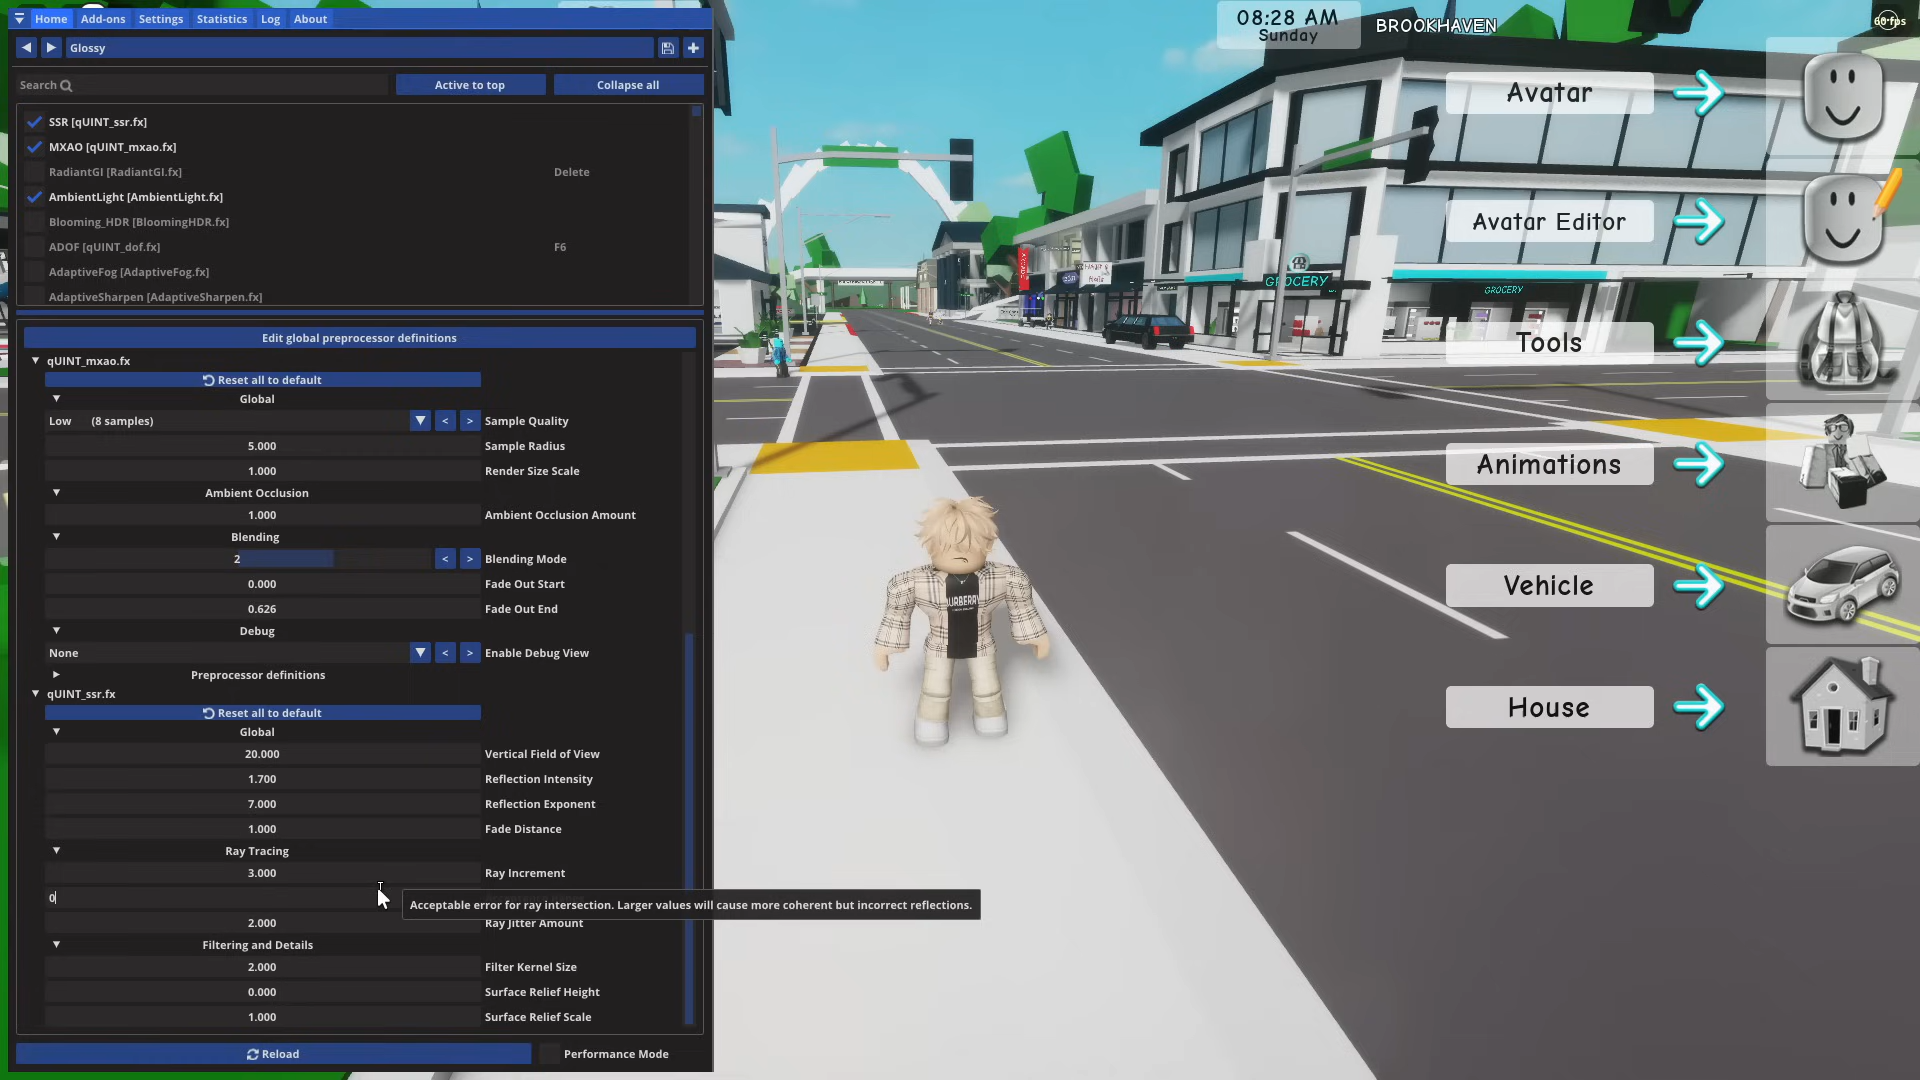 Home Add-ons Settings Statistics Log About
Glossy
Search
Active to top
Collapse all
SSR [qUINT_ssr.fx]
MXAO [qUINT_mxao.fx]
RadiantGI [RadiantGI.fx] Delete
AmbientLight [AmbientLight.fx]
Blooming_HDR [BloomingHDR.fx]
ADOF [qUINT_dof.fx] F6
AdaptiveFog [AdaptiveFog.fx]
AdaptiveSharpen [AdaptiveSharpen.fx]
Edit global preprocessor definitions
qUINT_mxao.fx
Reset all to default
Global
Low (8 samples) < > Sample Quality
5.000 Sample Radius
1.000 Render Size Scale
Ambient Occlusion
1.000 Ambient Occlusion Amount
Blending
2 < > Blending Mode
0.000 Fade Out Start
0.626 Fade Out End
Debug
None < > Enable Debug View
Preprocessor definitions
qUINT_ssr.fx
Reset all to default
Global
20.000 Vertical Field of View
1.700 Reflection Intensity
7.000 Reflection Exponent
1.000 Fade Distance
Ray Tracing
3.000 Ray Increment
0
Acceptable error for ray intersection. Larger values will cause more coherent but incorrect reflections.
2.000 Ray Jitter Amount
Filtering and Details
2.000 Filter Kernel Size
0.000 Surface Relief Height
1.000 Surface Relief Scale
Reload
Performance Mode
08:28 AM
Sunday
BROOKHAVEN
60 fps
Avatar
Avatar Editor
Tools
Animations
Vehicle
House
GROCERY
GROCERY
BURBERRY